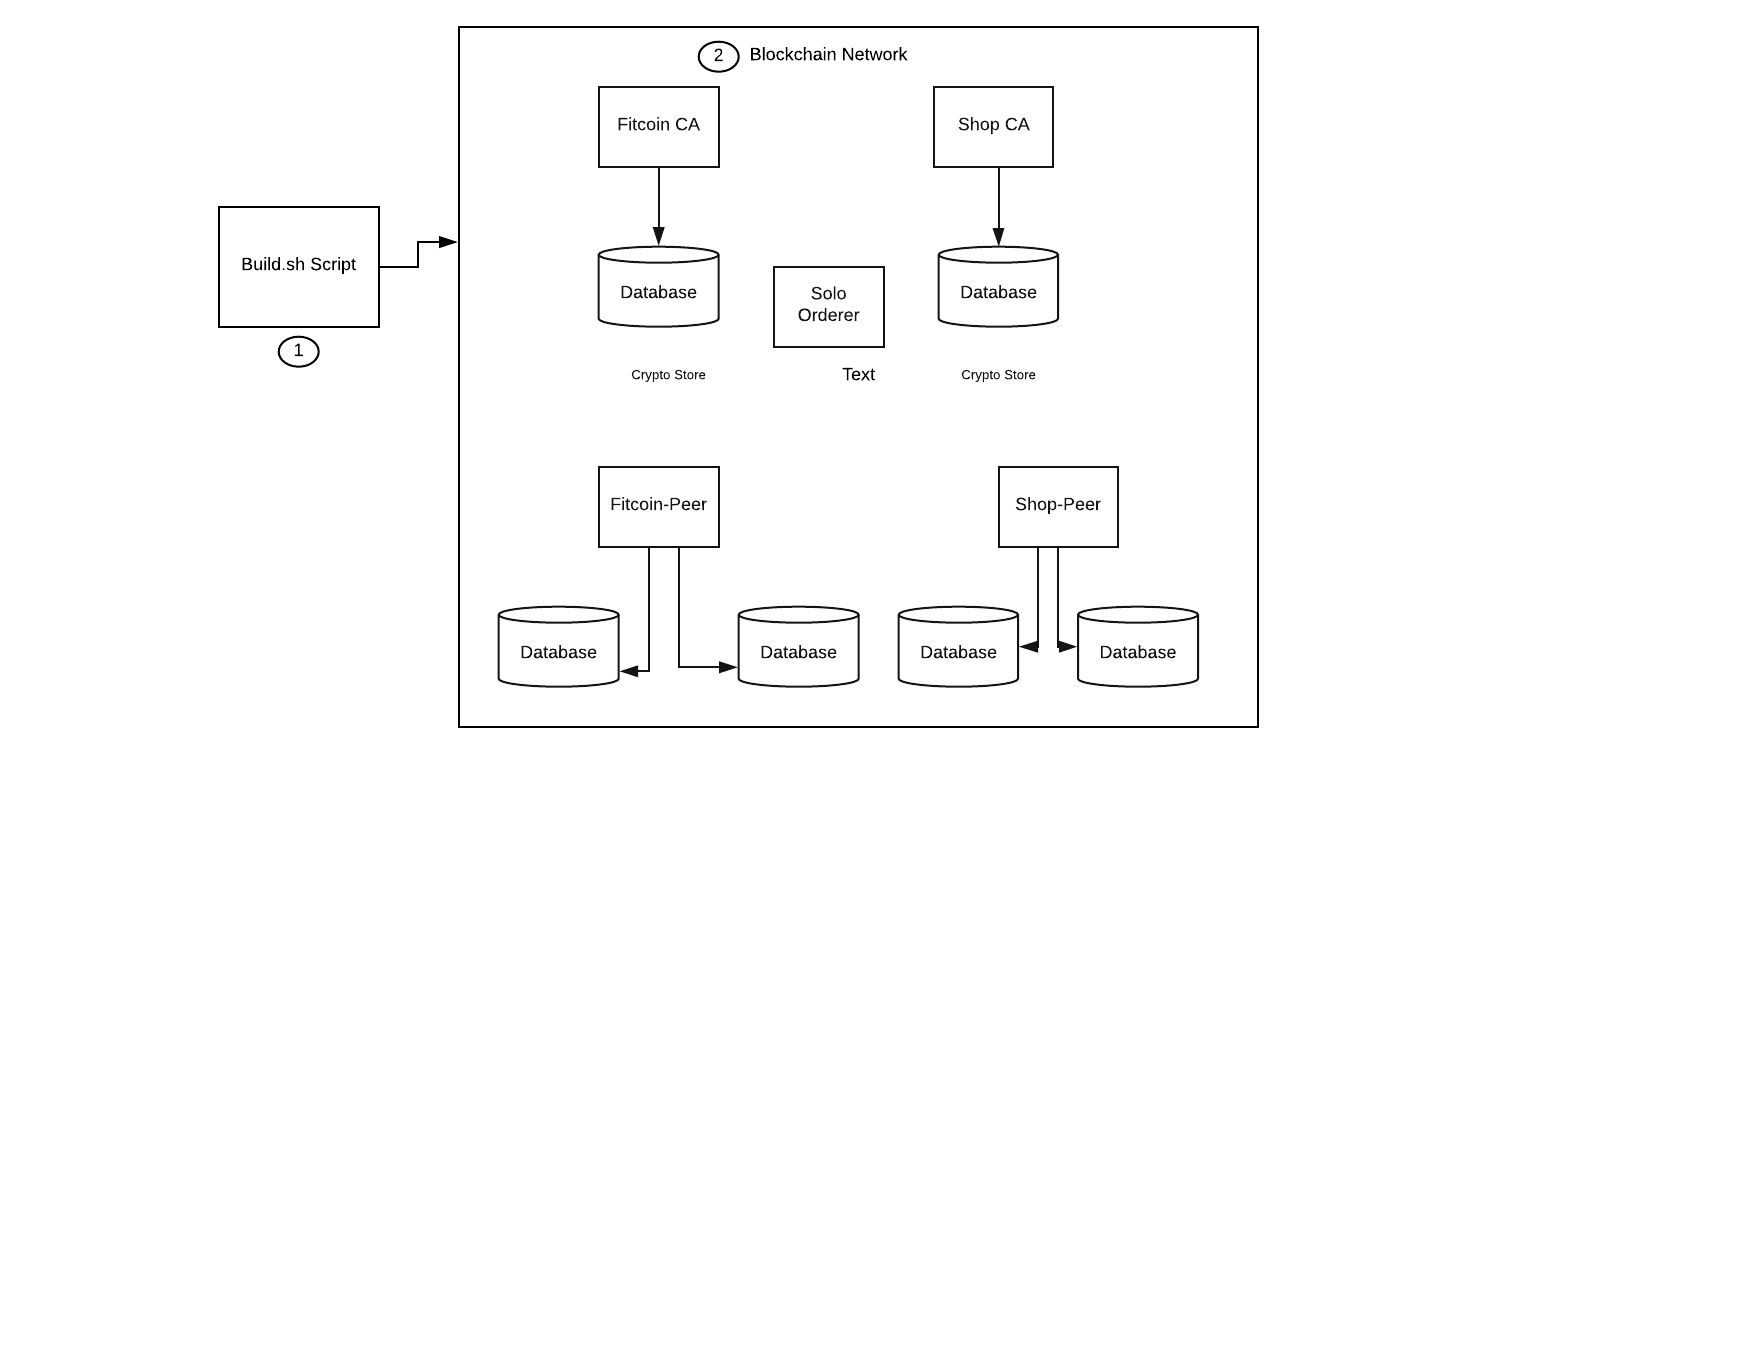 2 Blockchain Network
Fitcoin CA
Shop CA
Build.sh Script
1
Database
Solo
Orderer
Database
Crypto Store
Text
Crypto Store
Fitcoin-Peer
Shop-Peer
Database
Database
Database
Database